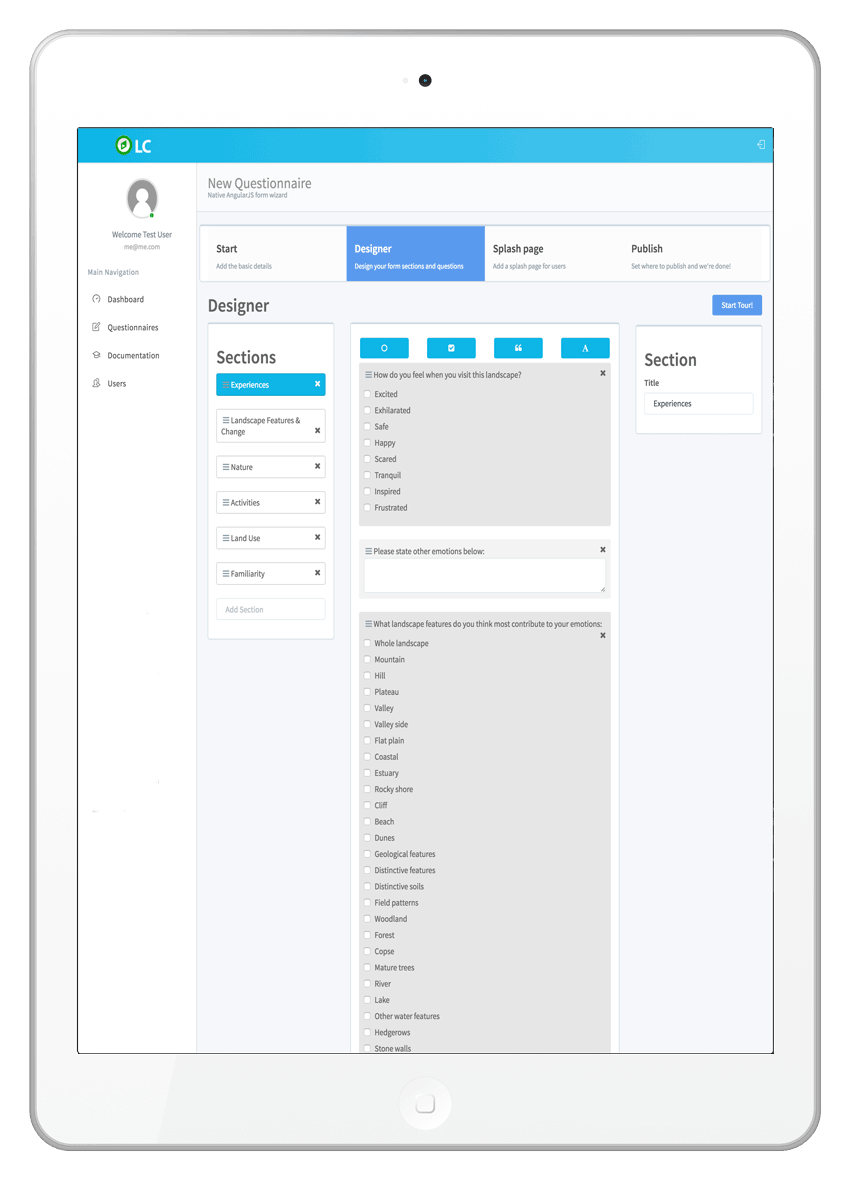 LC
Welcome Test User
me@me.com
Main Navigation
Dashboard
Questionnaires
Documentation
Users
New Questionnaire
Native AngularJS form wizard
Start
Add the basic details
Designer
Design your form sections and questions
Splash page
Add a splash page for users
Publish
Set where to publish and we're done!
Designer
Start Tour!
Sections
Experiences
Landscape Features &
Change
Nature
Activities
Land Use
Familiarity
Add Section
A
How do you feel when you visit this landscape?
Excited
Exhilarated
Safe
Happy
Scared
Tranquil
Inspired
Frustrated
Please state other emotions below:
What landscape features do you think most contribute to your emotions:
Whole landscape
Mountain
Hill
Plateau
Valley
Valley side
Flat plain
Coastal
Estuary
Rocky shore
Cliff
Beach
Dunes
Geological features
Distinctive features
Distinctive soils
Field patterns
Woodland
Forest
Copse
Mature trees
River
Lake
Other water features
Hedgerows
Stone walls
Section
Title
Experiences